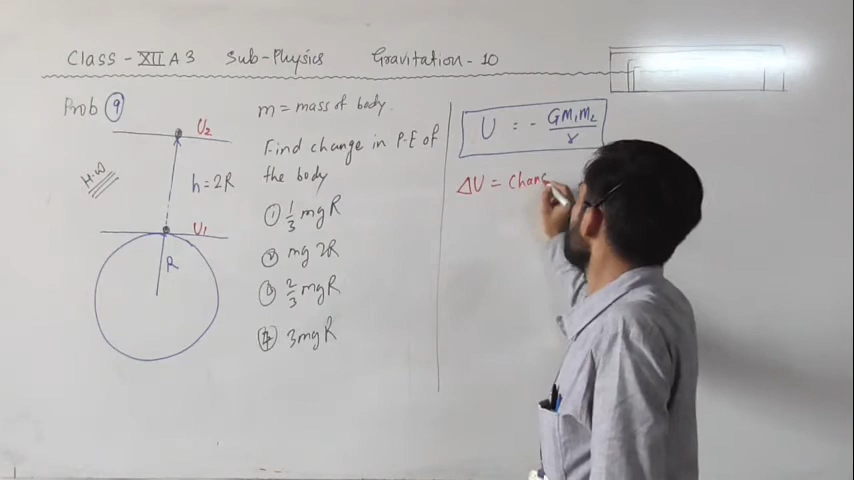 Class - XII A 3 Sub-Physics Gravitation - 10
Prob 9
U2
h = 2R
H.W
U1
R
m = mass of body.
Find change in P.E of
the body
① 1/3 mgR
② mg 2R
③ 2/3 mgR
④ 3mgR
U = - GM1M2/r
ΔU = Chang